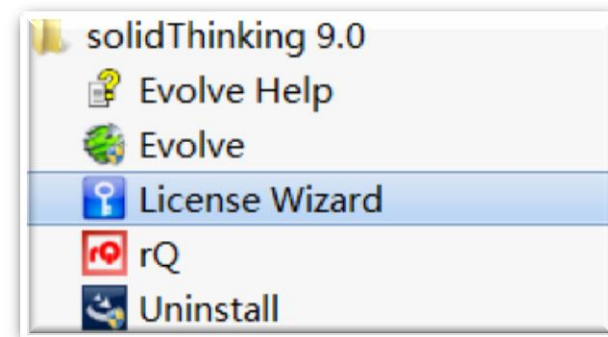 solidThinking 9.0
Evolve Help
Evolve
License Wizard
rQ
Uninstall